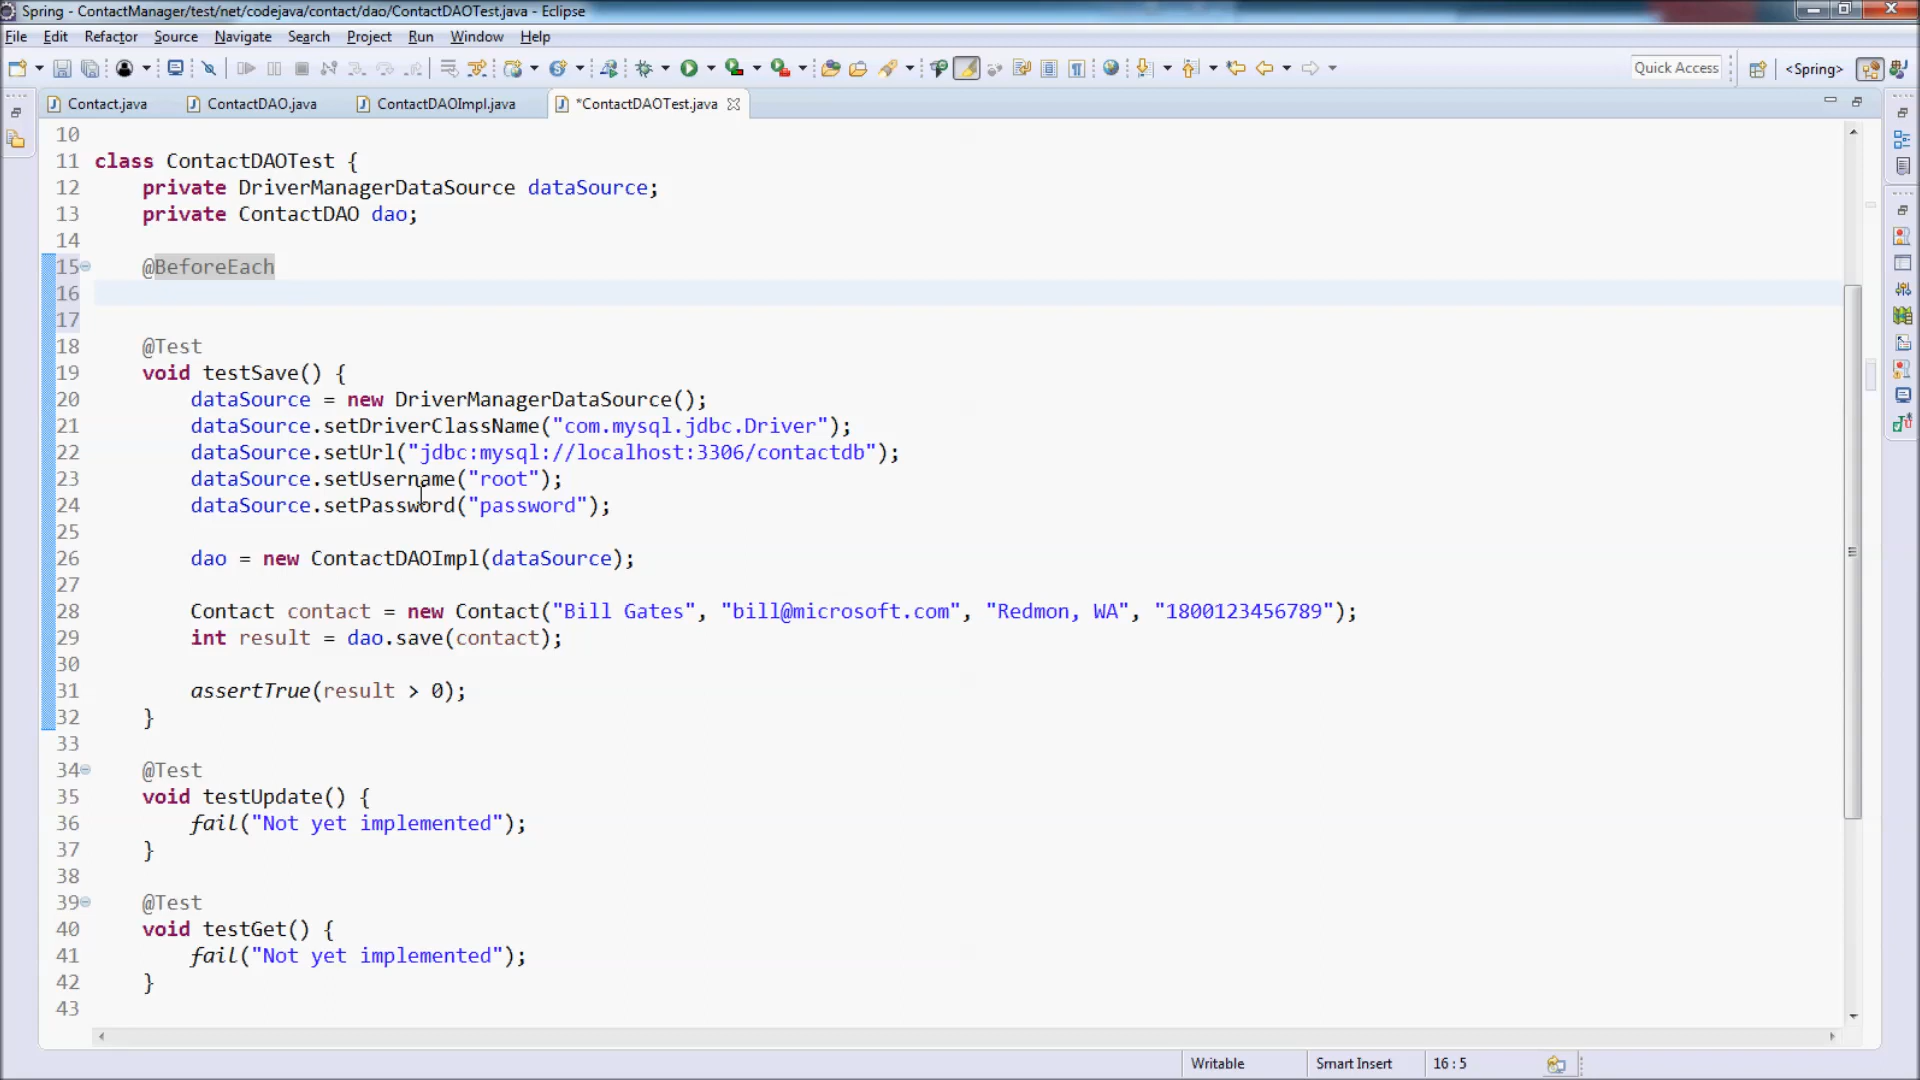 Spring - ContactManager/test/net/codejava/contact/dao/ContactDAOTest.java - Eclipse
File Edit Refactor Source Navigate Search Project Run Window Help
Quick Access <Spring>
Contact.java ContactDAO.java ContactDAOImpl.java *ContactDAOTest.java
10
11 class ContactDAOTest {
12 private DriverManagerDataSource dataSource;
13 private ContactDAO dao;
14
15 @BeforeEach
16
17
18 @Test
19 void testSave() {
20 dataSource = new DriverManagerDataSource();
21 dataSource.setDriverClassName("com.mysql.jdbc.Driver");
22 dataSource.setUrl("jdbc:mysql://localhost:3306/contactdb");
23 dataSource.setUsername("root");
24 dataSource.setPassword("password");
25
26 dao = new ContactDAOImpl(dataSource);
27
28 Contact contact = new Contact("Bill Gates", "bill@microsoft.com", "Redmon, WA", "1800123456789");
29 int result = dao.save(contact);
30
31 assertTrue(result > 0);
32 }
33
34 @Test
35 void testUpdate() {
36 fail("Not yet implemented");
37 }
38
39 @Test
40 void testGet() {
41 fail("Not yet implemented");
42 }
43
Writable Smart Insert 16 : 5